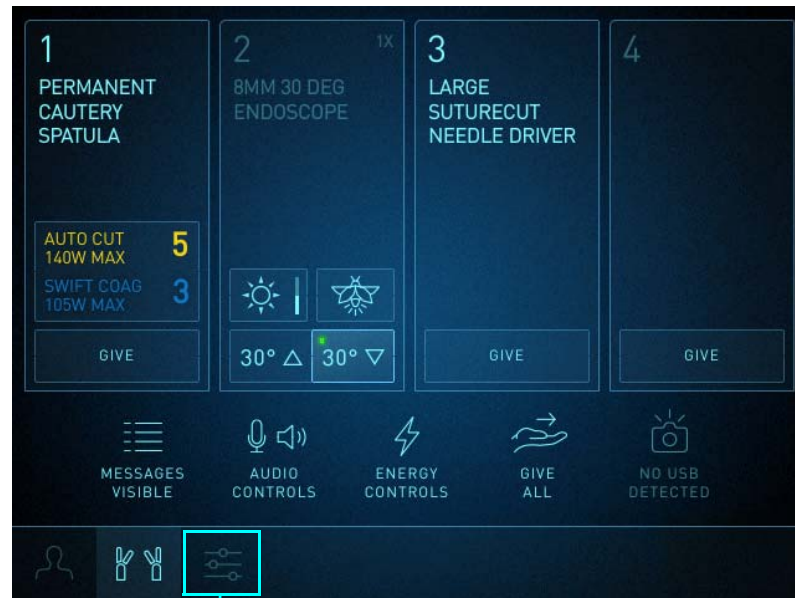 1
PERMANENT
CAUTERY
SPATULA
AUTO CUT 5
140W MAX
SWIFT COAG 3
105W MAX
GIVE
2 1X
8MM 30 DEG
ENDOSCOPE
30° △ 30° ▽
3
LARGE
SUTURECUT
NEEDLE DRIVER
GIVE
4
GIVE
MESSAGES
VISIBLE
AUDIO
CONTROLS
ENERGY
CONTROLS
GIVE
ALL
NO USB
DETECTED